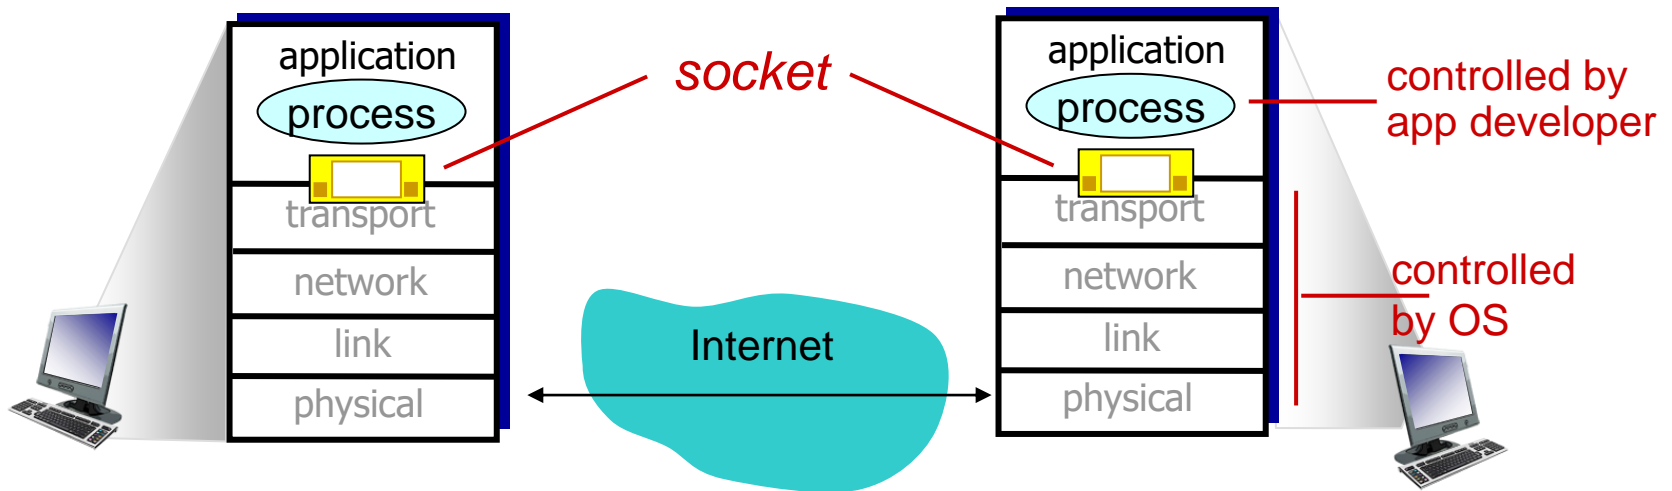 application
process
transport
network
link
physical
socket
Internet
application
process
transport
network
link
physical
controlled by
app developer
controlled
by OS